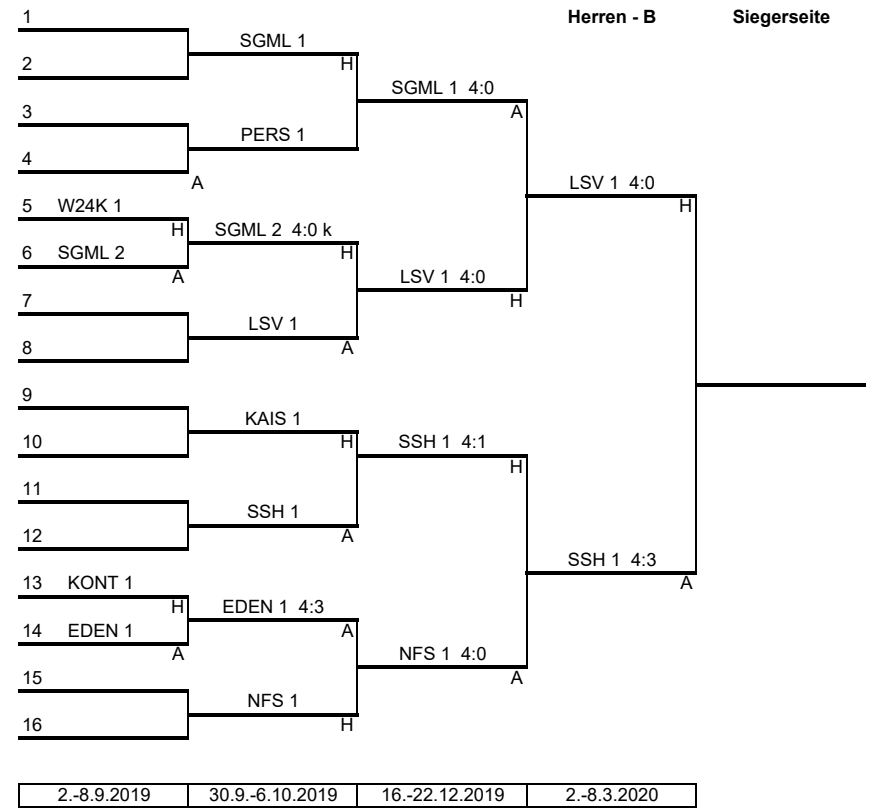 Herren - B Siegerseite
1
SGML 1
H
2
SGML 1 4:0
A
3
PERS 1
4
A
LSV 1 4:0
H
5 W24K 1
H
SGML 2 4:0 k
H
6 SGML 2
A
LSV 1 4:0
H
7
LSV 1
A
8
9
KAIS 1
H
10
SSH 1 4:1
H
11
SSH 1
A
12
SSH 1 4:3
A
13 KONT 1
H
EDEN 1 4:3
A
14 EDEN 1
A
NFS 1 4:0
A
15
NFS 1
H
16
2.-8.9.2019 30.9.-6.10.2019 16.-22.12.2019 2.-8.3.2020